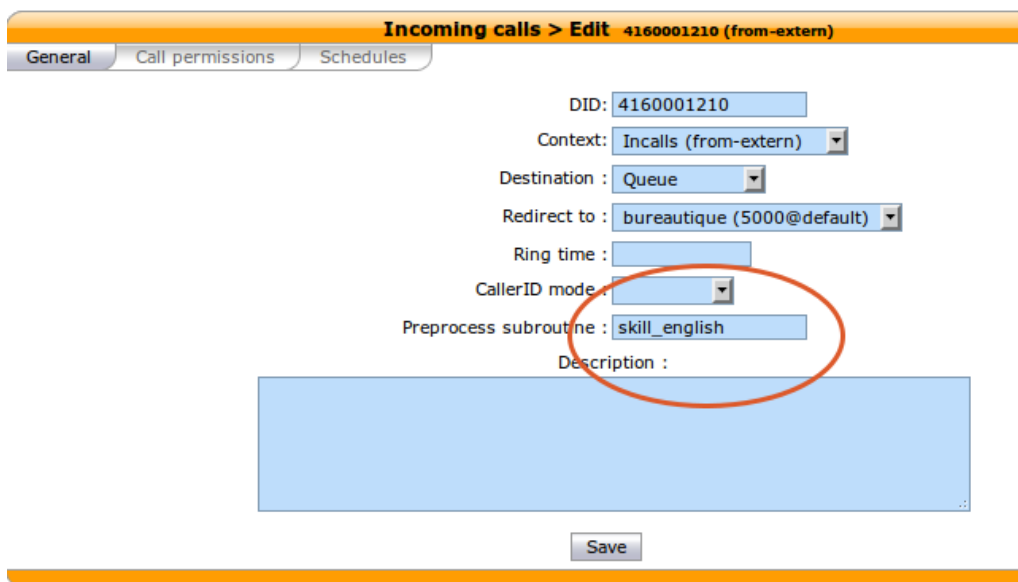 Incoming calls > Edit 4160001210 (from-extern)
General Call permissions Schedules
DID: 4160001210
Context: Incalls (from-extern)
Destination : Queue
Redirect to : bureautique (5000@default)
Ring time :
CallerID mode :
Preprocess subroutine : skill_english
Description :
Save